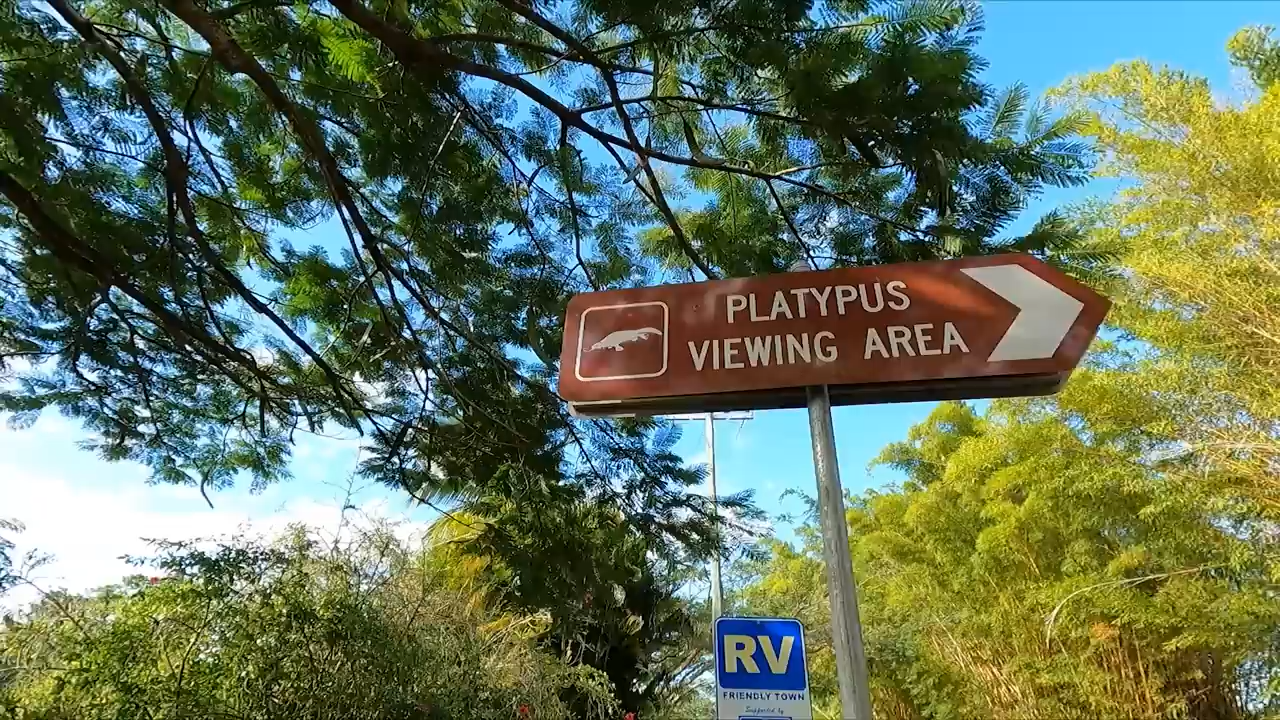 PLATYPUS
VIEWING AREA
RV
FRIENDLY TOWN
Supported by